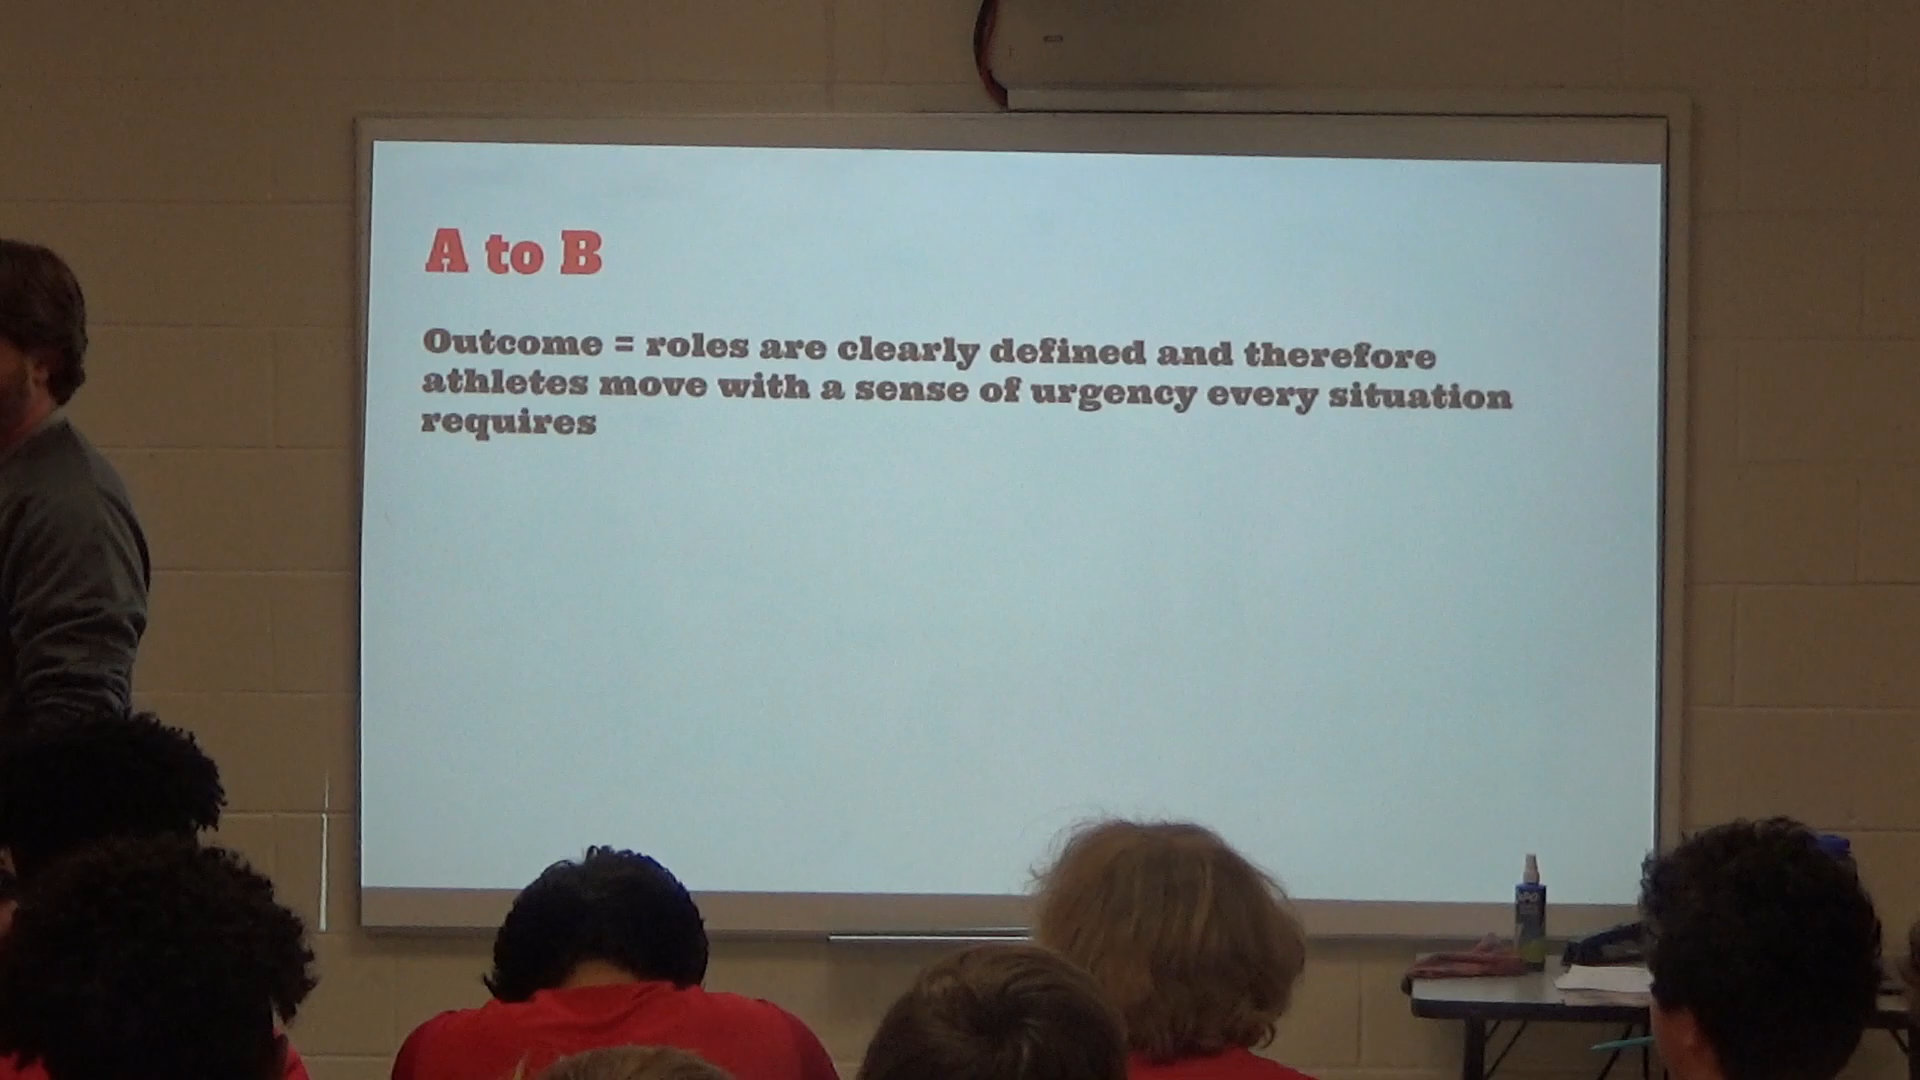 A to B
Outcome = roles are clearly defined and therefore
athletes move with a sense of urgency every situation
requires